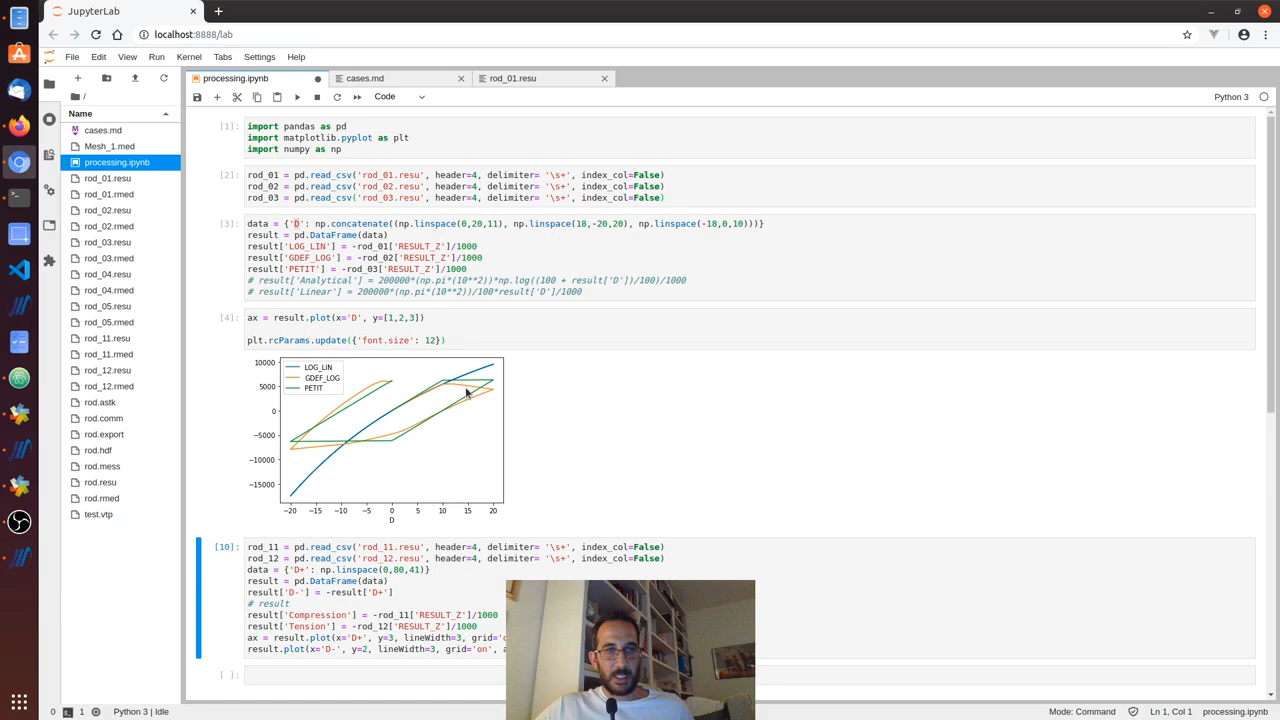 JupyterLab
localhost:8888/lab
File Edit View Run Kernel Tabs Settings Help
processing.ipynb
cases.md
rod_01.resu
/
Code
Python 3
Name
cases.md
Mesh_1.med
processing.ipynb
rod_01.resu
rod_01.rmed
rod_02.resu
rod_02.rmed
rod_03.resu
rod_03.rmed
rod_04.resu
rod_04.rmed
rod_05.resu
rod_05.rmed
rod_11.resu
rod_11.rmed
rod_12.resu
rod_12.rmed
rod.astk
rod.comm
rod.export
rod.hdf
rod.mess
rod.resu
rod.rmed
test.vtp
[1]: import pandas as pd
import matplotlib.pyplot as plt
import numpy as np
[2]: rod_01 = pd.read_csv('rod_01.resu', header=4, delimiter= '\s+', index_col=False)
rod_02 = pd.read_csv('rod_02.resu', header=4, delimiter= '\s+', index_col=False)
rod_03 = pd.read_csv('rod_03.resu', header=4, delimiter= '\s+', index_col=False)
[3]: data = {'D': np.concatenate((np.linspace(0,20,11), np.linspace(18,-20,20), np.linspace(-18,0,10)))}
result = pd.DataFrame(data)
result['LOG_LIN'] = -rod_01['RESULT_Z']/1000
result['GDEF_LOG'] = -rod_02['RESULT_Z']/1000
result['PETIT'] = -rod_03['RESULT_Z']/1000
# result['Analytical'] = 200000*(np.pi*(10**2))*np.log((100 + result['D'])/100)/1000
# result['Linear'] = 200000*(np.pi*(10**2))/100*result['D']/1000
[4]: ax = result.plot(x='D', y=[1,2,3])
plt.rcParams.update({'font.size': 12})
LOG_LIN
GDEF_LOG
PETIT
10000
5000
0
−5000
−10000
−15000
−20 −15 −10 −5 0 5 10 15 20
D
[10]: rod_11 = pd.read_csv('rod_11.resu', header=4, delimiter= '\s+', index_col=False)
rod_12 = pd.read_csv('rod_12.resu', header=4, delimiter= '\s+', index_col=False)
data = {'D+': np.linspace(0,80,41)}
result = pd.DataFrame(data)
result['D-'] = -result['D+']
# result
result['Compression'] = -rod_11['RESULT_Z']/1000
result['Tension'] = -rod_12['RESULT_Z']/1000
ax = result.plot(x='D+', y=3, lineWidth=3, grid='o
result.plot(x='D-', y=2, lineWidth=3, grid='on', a
[ ]:
0 1 Python 3 | Idle
Mode: Command Ln 1, Col 1 processing.ipynb